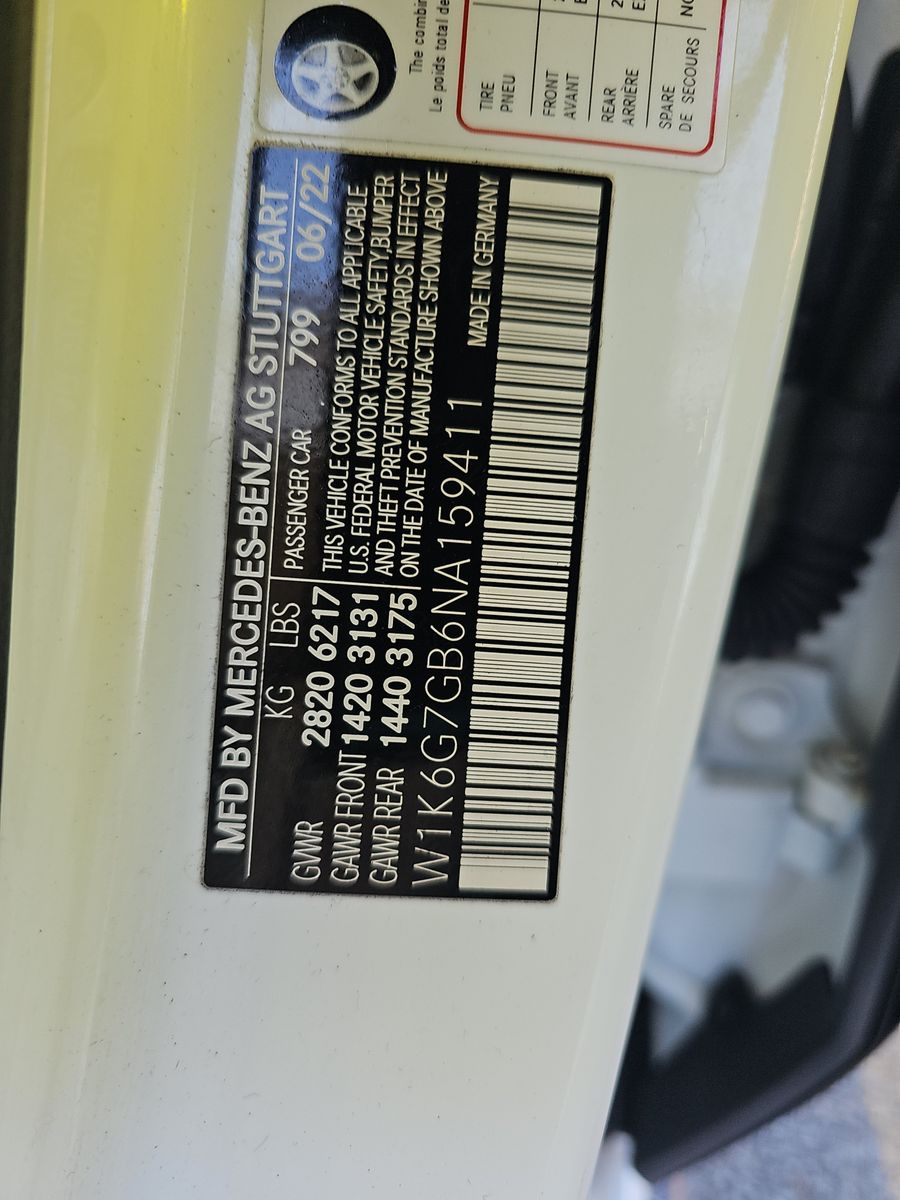 The combin
Le poids total de
TIRE
PNEU
FRONT
AVANT
REAR
ARRIÈRE
SPARE
DE SECOURS
MFD BY MERCEDES-BENZ AG STUTTGART
KG LBS PASSENGER CAR 799 06/22
GVWR 2820 6217 THIS VEHICLE CONFORMS TO ALL APPLICABLE
GAWR FRONT 1420 3131 U.S. FEDERAL MOTOR VEHICLE SAFETY,BUMPER
AND THEFT PREVENTION STANDARDS IN EFFECT
GAWR REAR 1440 3175 ON THE DATE OF MANUFACTURE SHOWN ABOVE
W1K6G7GB6NA159411 MADE IN GERMANY